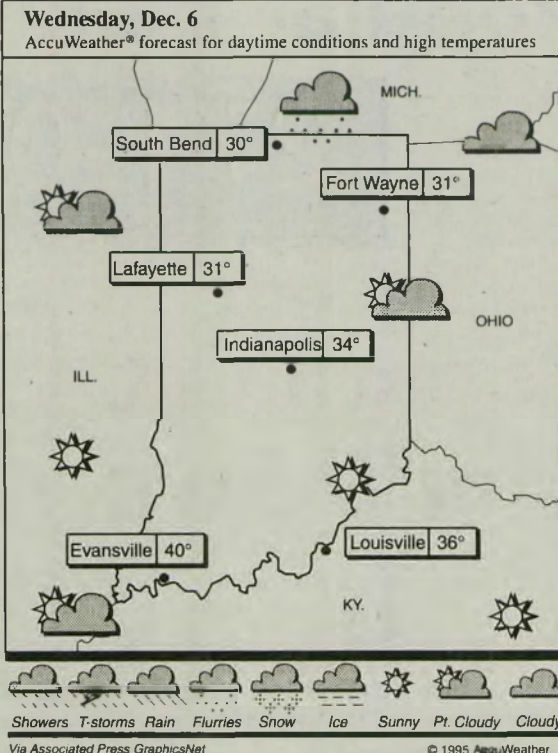 Wednesday, Dec. 6
AccuWeather® forecast for daytime conditions and high temperatures
MICH.
South Bend 30°
Fort Wayne 31°
Lafayette 31°
OHIO
Indianapolis 34°
ILL.
Evansville 40°
Louisville 36°
KY.
Showers T-storms Rain Flurries Snow Ice Sunny Pt. Cloudy Cloudy
Via Associated Press GraphicsNet
© 1995 AccuWeather